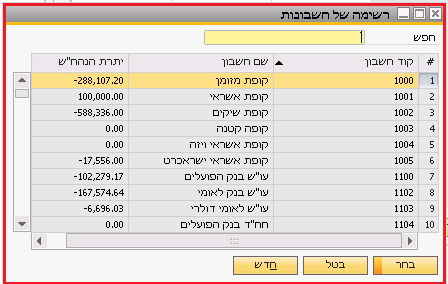 רשימה של חשבונות
חפש 1
# קוד חשבון שם חשבון יתרת הנהח"ש
1 1000 קופת מזומן -288,107.20
2 1001 קופת אשראי 100,000.00
3 1002 קופת שיקים -588,336.00
4 1003 קופה קטנה 0.00
5 1004 קופת אשראי ויזה 0.00
6 1005 קופת אשראי ישראכרט -17,556.00
7 1100 עו"ש בנק הפועלים -102,279.17
8 1102 עו"ש בנק לאומי -167,574.64
9 1103 עו"ש לאומי דולרי -6,696.03
10 1104 חח"ד בנק הפועלים 0.00
בחר בטל חדש